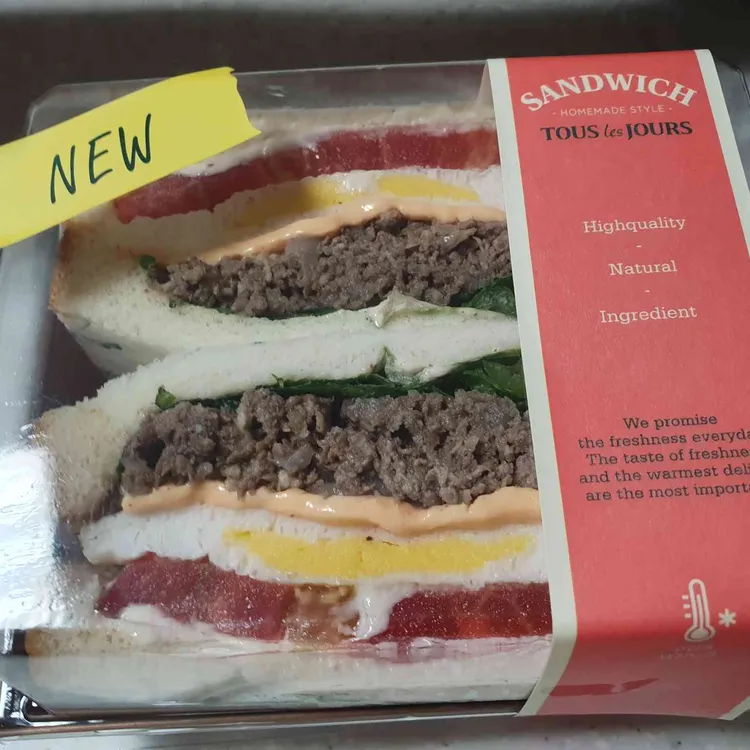 NEW
SANDWICH
- HOMEMADE STYLE -
TOUS les JOURS
Highquality
-
Natural
-
Ingredient
We promise
the freshness everyda
The taste of freshne
and the warmest deli
are the most importa